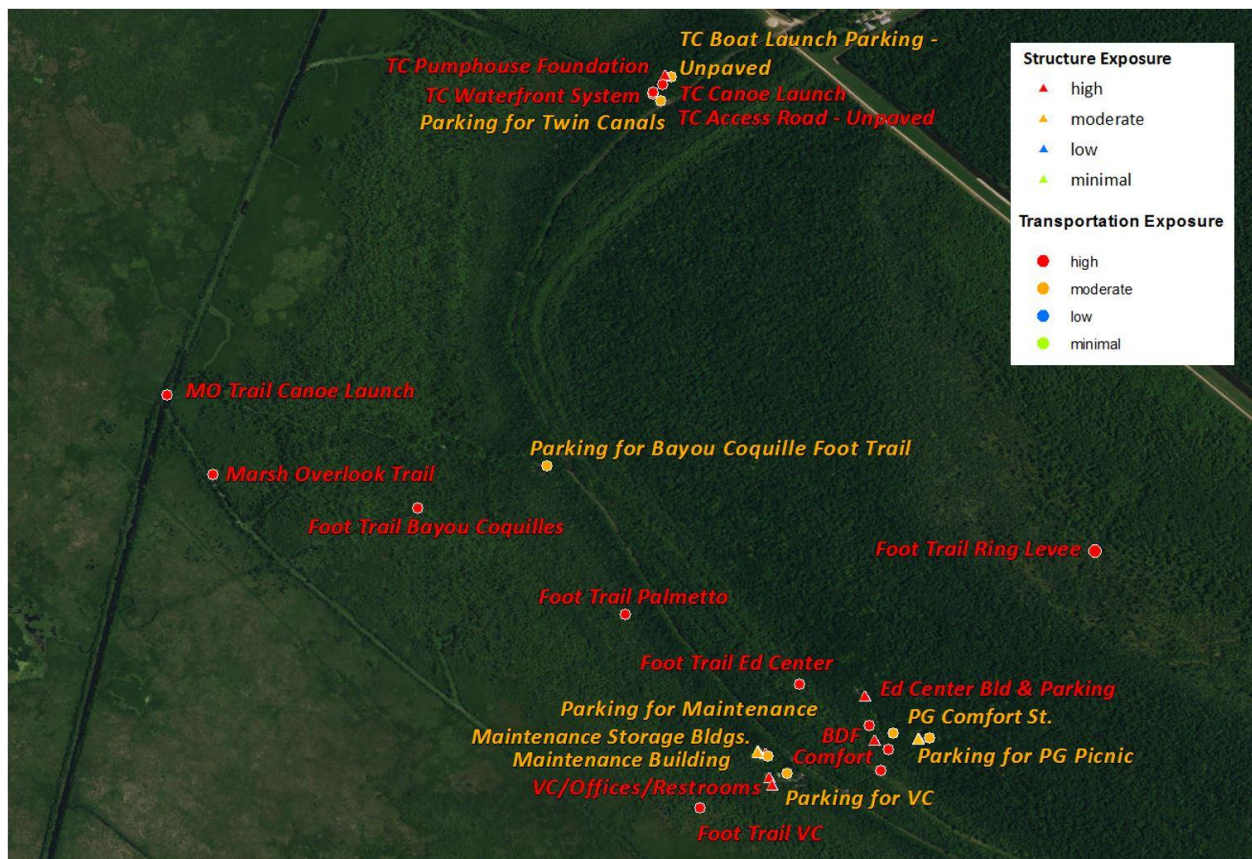 TC Boat Launch Parking -
Unpaved
TC Pumphouse Foundation
TC Waterfront System
TC Canoe Launch
Parking for Twin Canals
TC Access Road - Unpaved
Structure Exposure
high
moderate
low
minimal
Transportation Exposure
high
moderate
low
minimal
MO Trail Canoe Launch
Parking for Bayou Coquille Foot Trail
Marsh Overlook Trail
Foot Trail Bayou Coquilles
Foot Trail Ring Levee
Foot Trail Palmetto
Foot Trail Ed Center
Ed Center Bld & Parking
Parking for Maintenance
PG Comfort St.
Maintenance Storage Bldgs.
BDF
Comfort
Parking for PG Picnic
Maintenance Building
VC/Offices/Restrooms
Parking for VC
Foot Trail VC